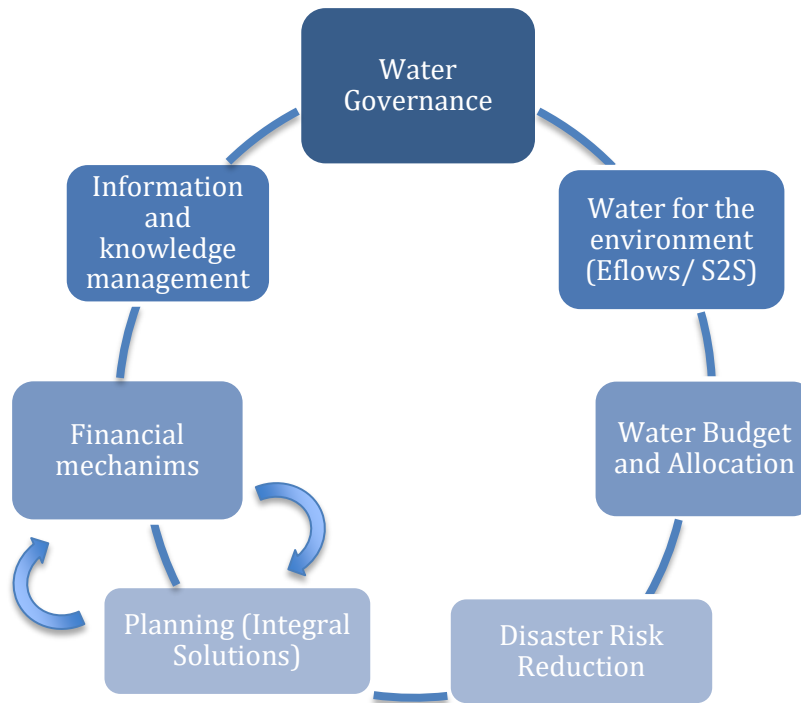 Water
Governance
Information
and
knowledge
management
Water for the
environment
(Eflows/ S2S)
Financial
mechanims
Water Budget
and Allocation
Planning (Integral
Solutions)
Disaster Risk
Reduction